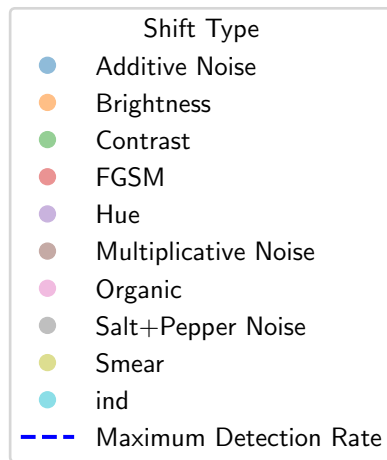 Shift Type
Additive Noise
Brightness
Contrast
FGSM
Hue
Multiplicative Noise
Organic
Salt+Pepper Noise
Smear
ind
Maximum Detection Rate